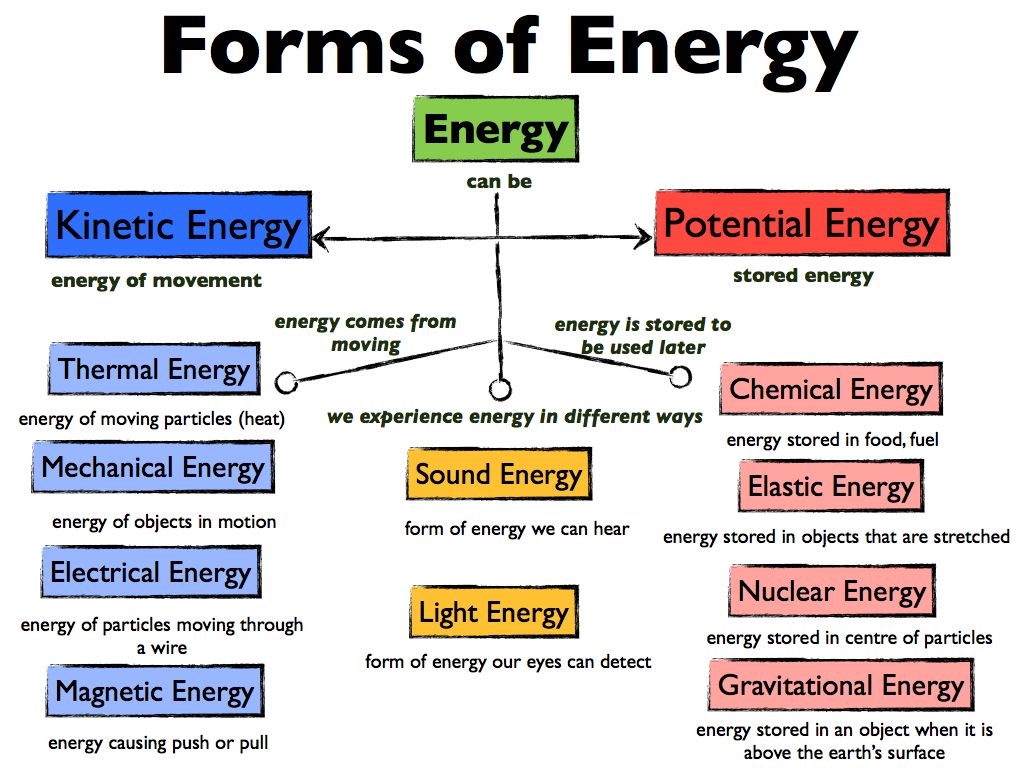 Forms of Energy
Energy
can be
Kinetic Energy
energy of movement
Potential Energy
stored energy
energy comes from
moving
energy is stored to
be used later
we experience energy in different ways
Thermal Energy
energy of moving particles (heat)
Mechanical Energy
energy of objects in motion
Electrical Energy
energy of particles moving through
a wire
Magnetic Energy
energy causing push or pull
Sound Energy
form of energy we can hear
Light Energy
form of energy our eyes can detect
Chemical Energy
energy stored in food, fuel
Elastic Energy
energy stored in objects that are stretched
Nuclear Energy
energy stored in centre of particles
Gravitational Energy
energy stored in an object when it is
above the earth's surface